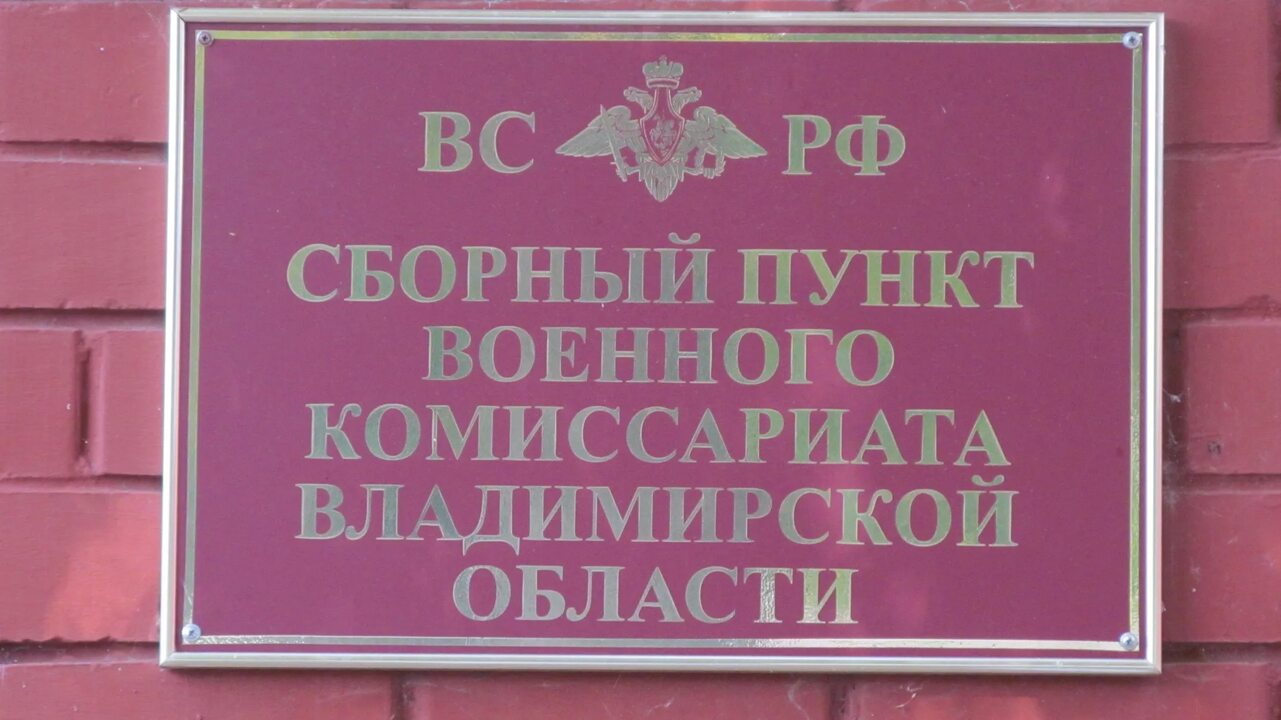 ВС РФ
СБОРНЫЙ ПУНКТ
ВОЕННОГО
КОМИССАРИАТА
ВЛАДИМИРСКОЙ
ОБЛАСТИ